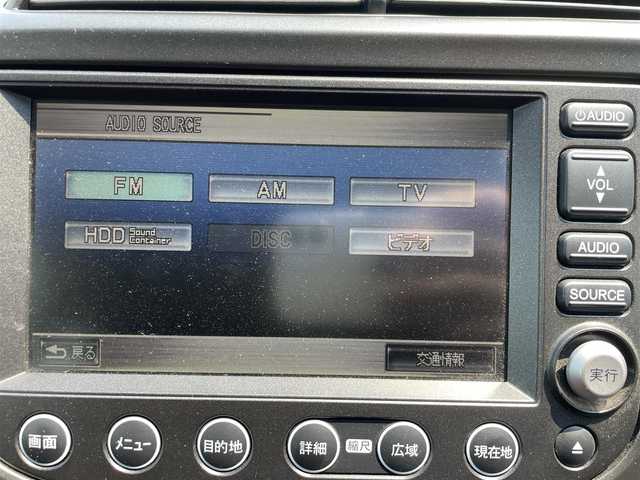 AUDIO SOURCE
FM AM TV
HDD Sound Container DISC ビデオ
戻る 交通情報
AUDIO
VOL
AUDIO
SOURCE
実行
画面 メニュー 目的地 詳細 縮尺 広域 現在地